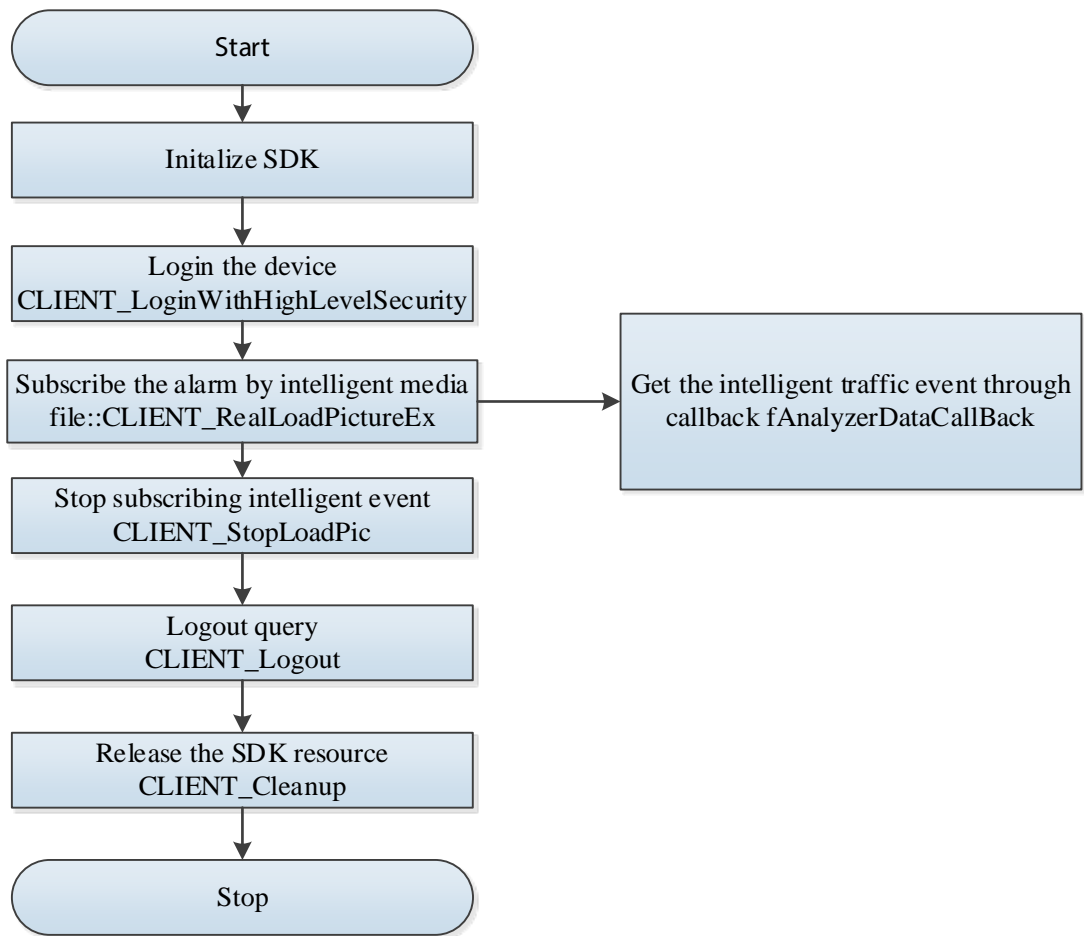 Start
Initalize SDK
Login the device
CLIENT_LoginWithHighLevelSecurity
Subscribe the alarm by intelligent media
file::CLIENT_RealLoadPictureEx
Get the intelligent traffic event through
callback fAnalyzerDataCallBack
Stop subscribing intelligent event
CLIENT_StopLoadPic
Logout query
CLIENT_Logout
Release the SDK resource
CLIENT_Cleanup
Stop